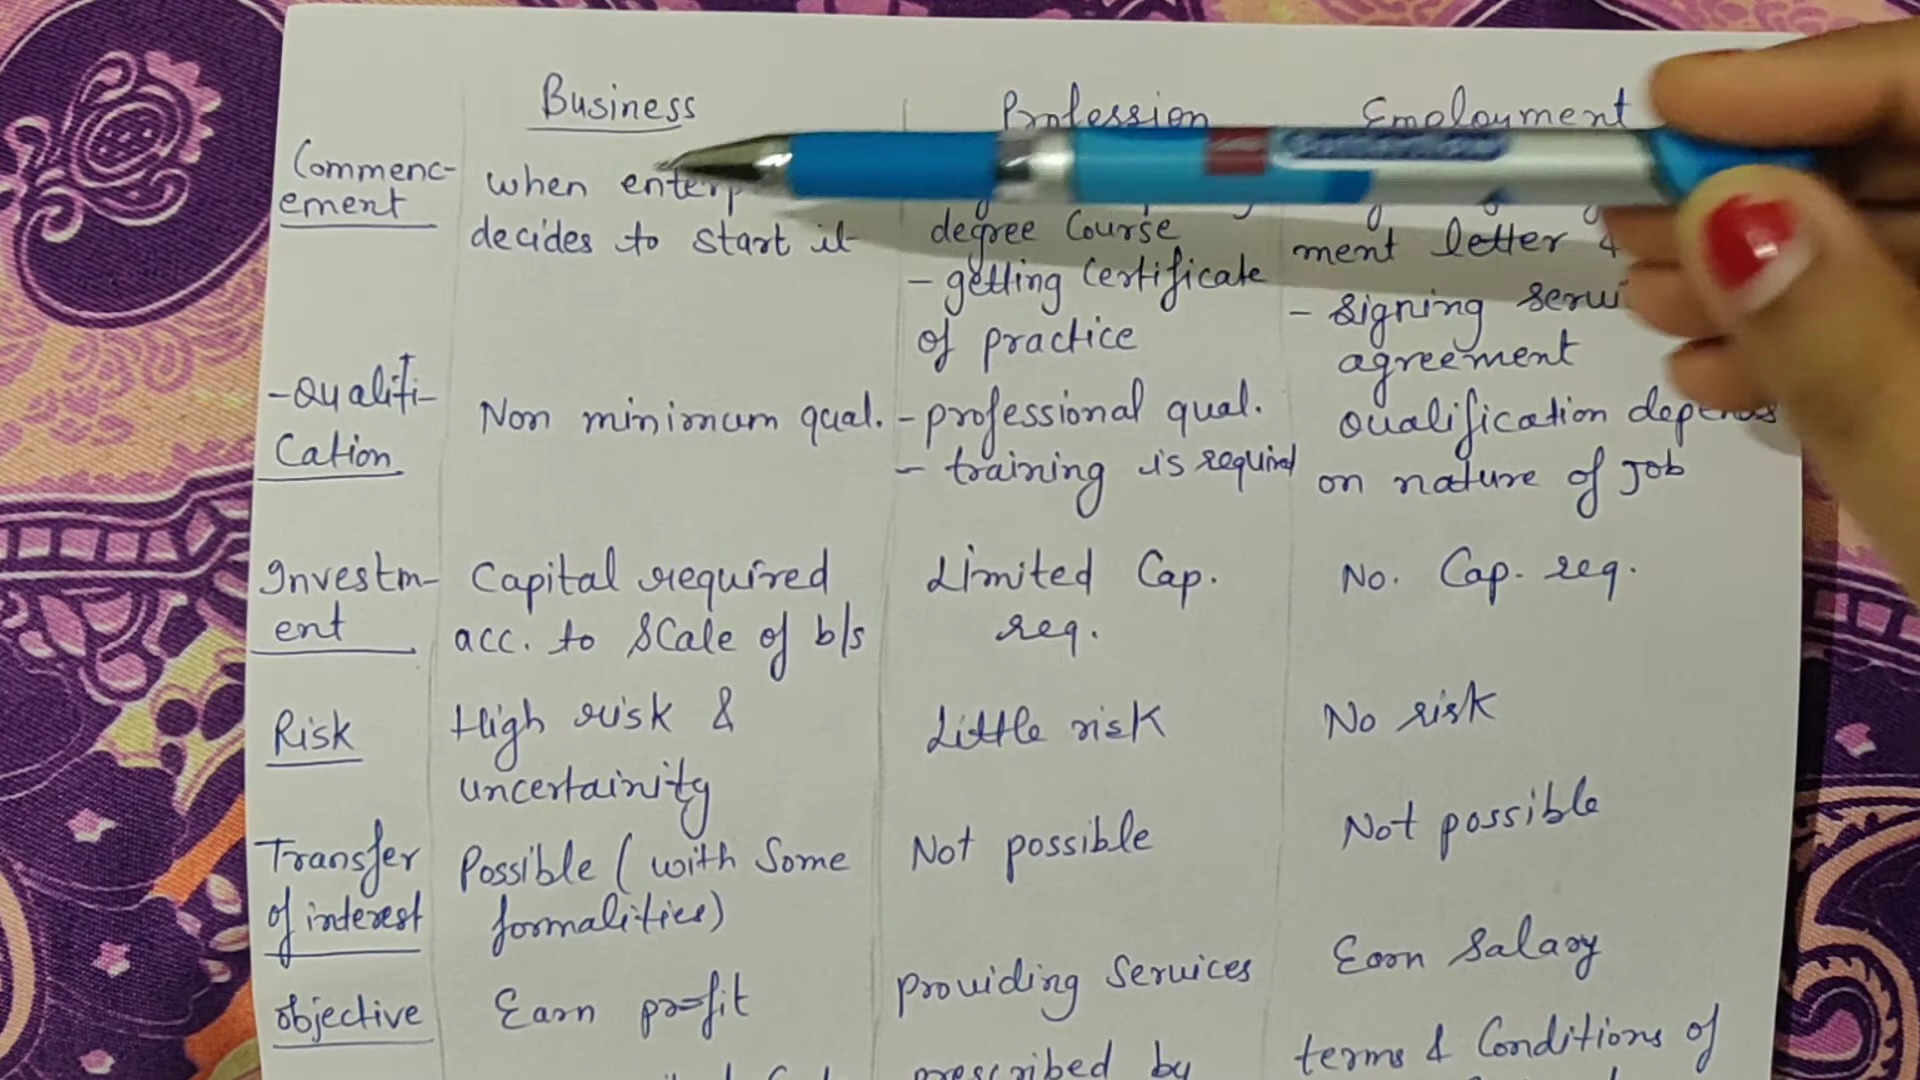 Business Profession Employment
Commenc-
ement
when
decides to start it
degree Course
- getting Certificate
of practice
ment letter &
- signing
agreement
-Qualifi-
Cation
Non minimum qual.
- professional qual.
- training is required
Qualification depends
on nature of Job
Investm-
ent
Capital required
acc. to Scale of b/s
Limited Cap.
req.
No. Cap. req.
Risk
High risk &
uncertainity
Little risk
No risk
Transfer
of interest
Possible ( with Some
formalities)
Not possible
Not possible
objective
Earn profit
Providing Services
Earn Salary
prescribed by
terms & Conditions of